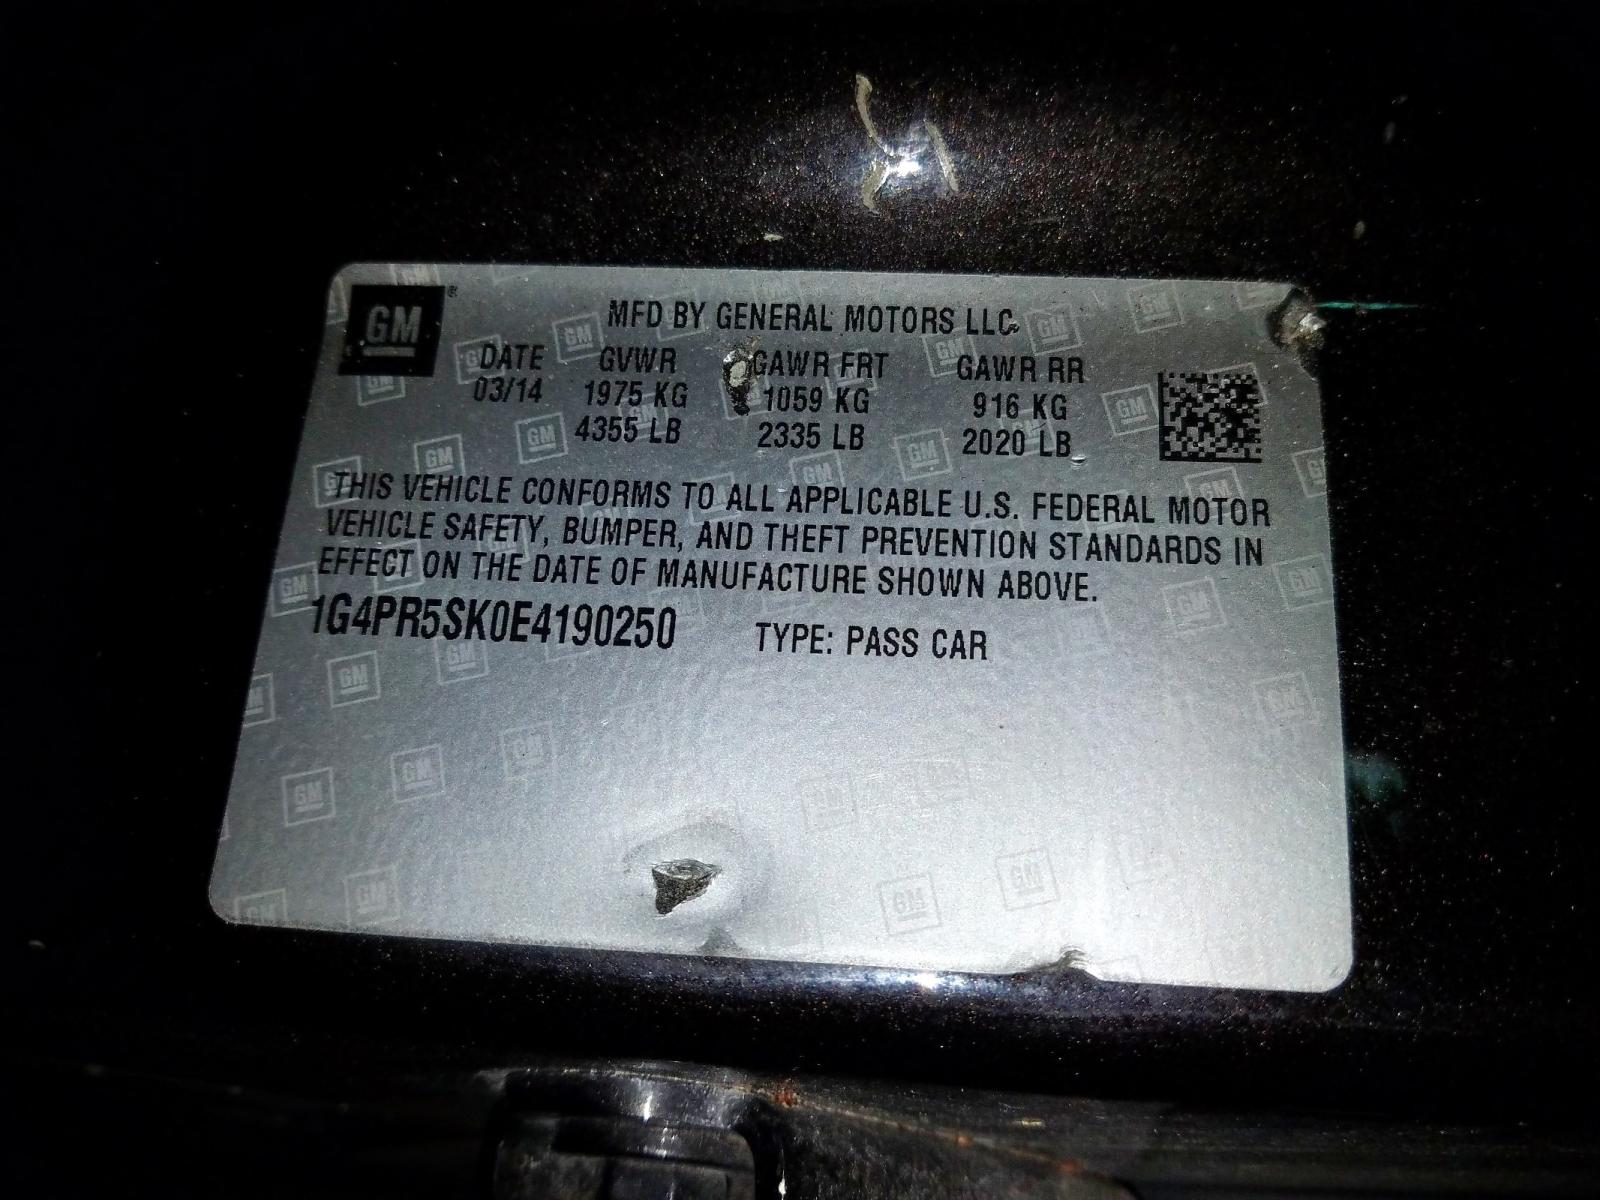 GM
MFD BY GENERAL MOTORS LLC
DATE GVWR GAWR FRT GAWR RR
03/14 1975 KG 1059 KG 916 KG
4355 LB 2335 LB 2020 LB
THIS VEHICLE CONFORMS TO ALL APPLICABLE U.S. FEDERAL MOTOR
VEHICLE SAFETY, BUMPER, AND THEFT PREVENTION STANDARDS IN
EFFECT ON THE DATE OF MANUFACTURE SHOWN ABOVE.
1G4PR5SK0E4190250 TYPE: PASS CAR